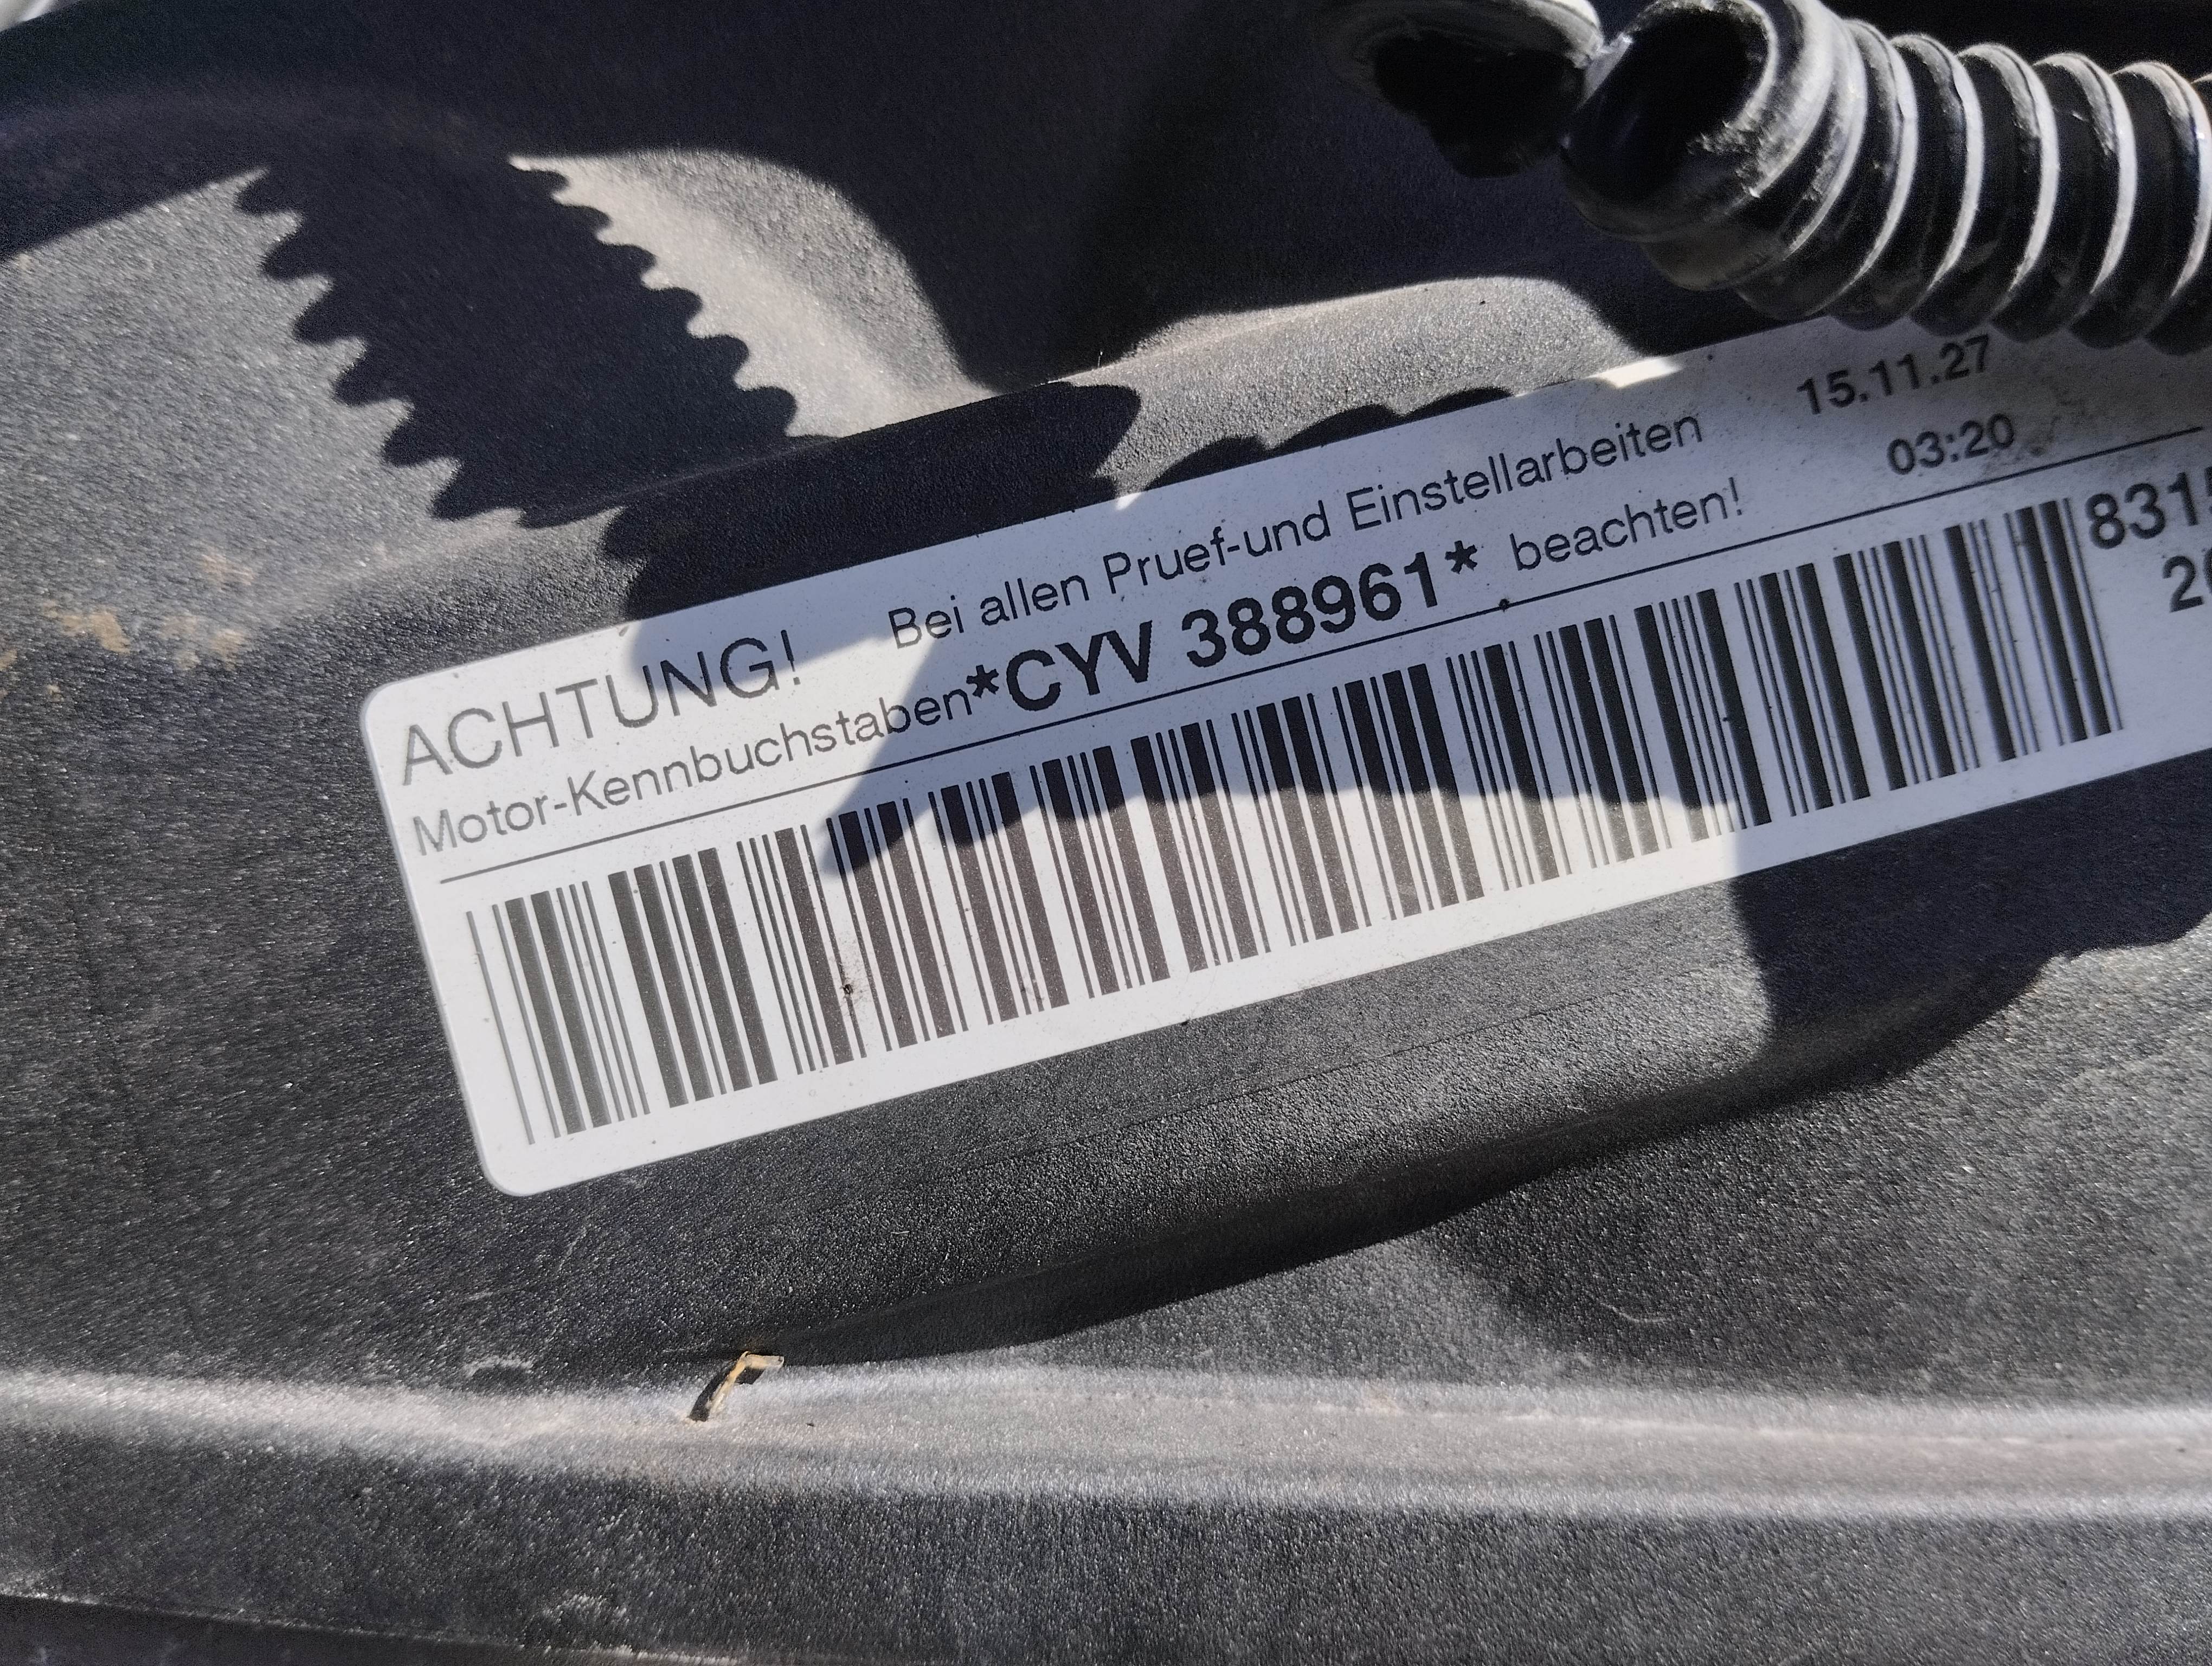 ACHTUNG! Bei allen Pruef-und Einstellarbeiten 15.11.27
Motor-Kennbuchstaben*CYV 388961* beachten! 03:20